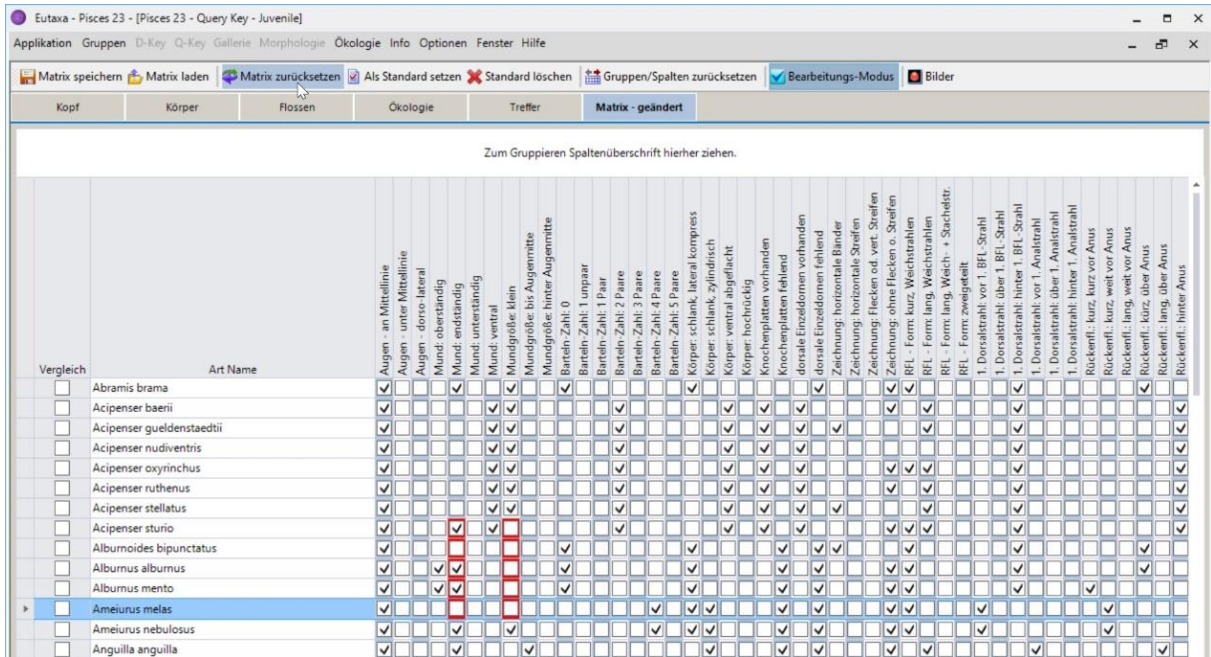 Eutaxa - Pisces 23 - [Pisces 23 - Query Key - Juvenile]
Applikation Gruppen D-Key Q-Key Gallerie Morphologie Ökologie Info Optionen Fenster Hilfe
Matrix speichern Matrix laden Matrix zurücksetzen Als Standard setzen Standard löschen Gruppen/Spalten zurücksetzen Bearbeitungs-Modus Bilder
Kopf Körper Flossen Ökologie Treffer Matrix - geändert
Zum Gruppieren Spaltenüberschrift hierher ziehen.
Vergleich
Art Name
Augen - an Mittellinie
Augen - unter Mittellinie
Augen - dorso-lateral
Mund: oberständig
Mund: endständig
Mund: unterständig
Mund: ventral
Mundgröße: klein
Mundgröße: bis Augenmitte
Mundgröße: hinter Augenmitte
Barteln-Zahl: 0
Barteln-Zahl: 1 unpaar
Barteln-Zahl: 1 Paar
Barteln-Zahl: 2 Paare
Barteln-Zahl: 3 Paare
Barteln-Zahl: 4 Paare
Barteln-Zahl: 5 Paare
Körper: schlank, lateral kompress
Körper: schlank, zylindrisch
Körper: ventral abgeflacht
Körper: hochrückig
Knochenplatten vorhanden
Knochenplatten fehlend
dorsale Einzeldornen vorhanden
dorsale Einzeldornen fehlend
Zeichnung: horizontale Bänder
Zeichnung: horizontale Streifen
Zeichnung: Flecken od. vert. Streifen
Zeichnung: ohne Flecken o. Streifen
RFL - Form: kurz, Weichstrahlen
RFL - Form: lang, Weichstrahlen
RFL - Form: lang, Weich- + Stachelstr.
RFL - Form: zweigeteilt
1. Dorsalstrahl: vor 1. BFL-Strahl
1. Dorsalstrahl: über 1. BFL-Strahl
1. Dorsalstrahl: hinter 1. BFL-Strahl
1. Dorsalstrahl: vor 1. Analstrahl
1. Dorsalstrahl: über 1. Analstrahl
1. Dorsalstrahl: hinter 1. Analstrahl
Rückenfl.: kurz, kurz vor Anus
Rückenfl.: kurz, weit vor Anus
Rückenfl.: lang, weit vor Anus
Rückenfl.: kurz, über Anus
Rückenfl.: lang, über Anus
Rückenfl.: hinter Anus
Abramis brama
Acipenser baerii
Acipenser gueldenstaedtii
Acipenser nudiventris
Acipenser oxyrinchus
Acipenser ruthenus
Acipenser stellatus
Acipenser sturio
Alburnoides bipunctatus
Alburnus alburnus
Alburnus mento
Ameiurus melas
Ameiurus nebulosus
Anguilla anguilla